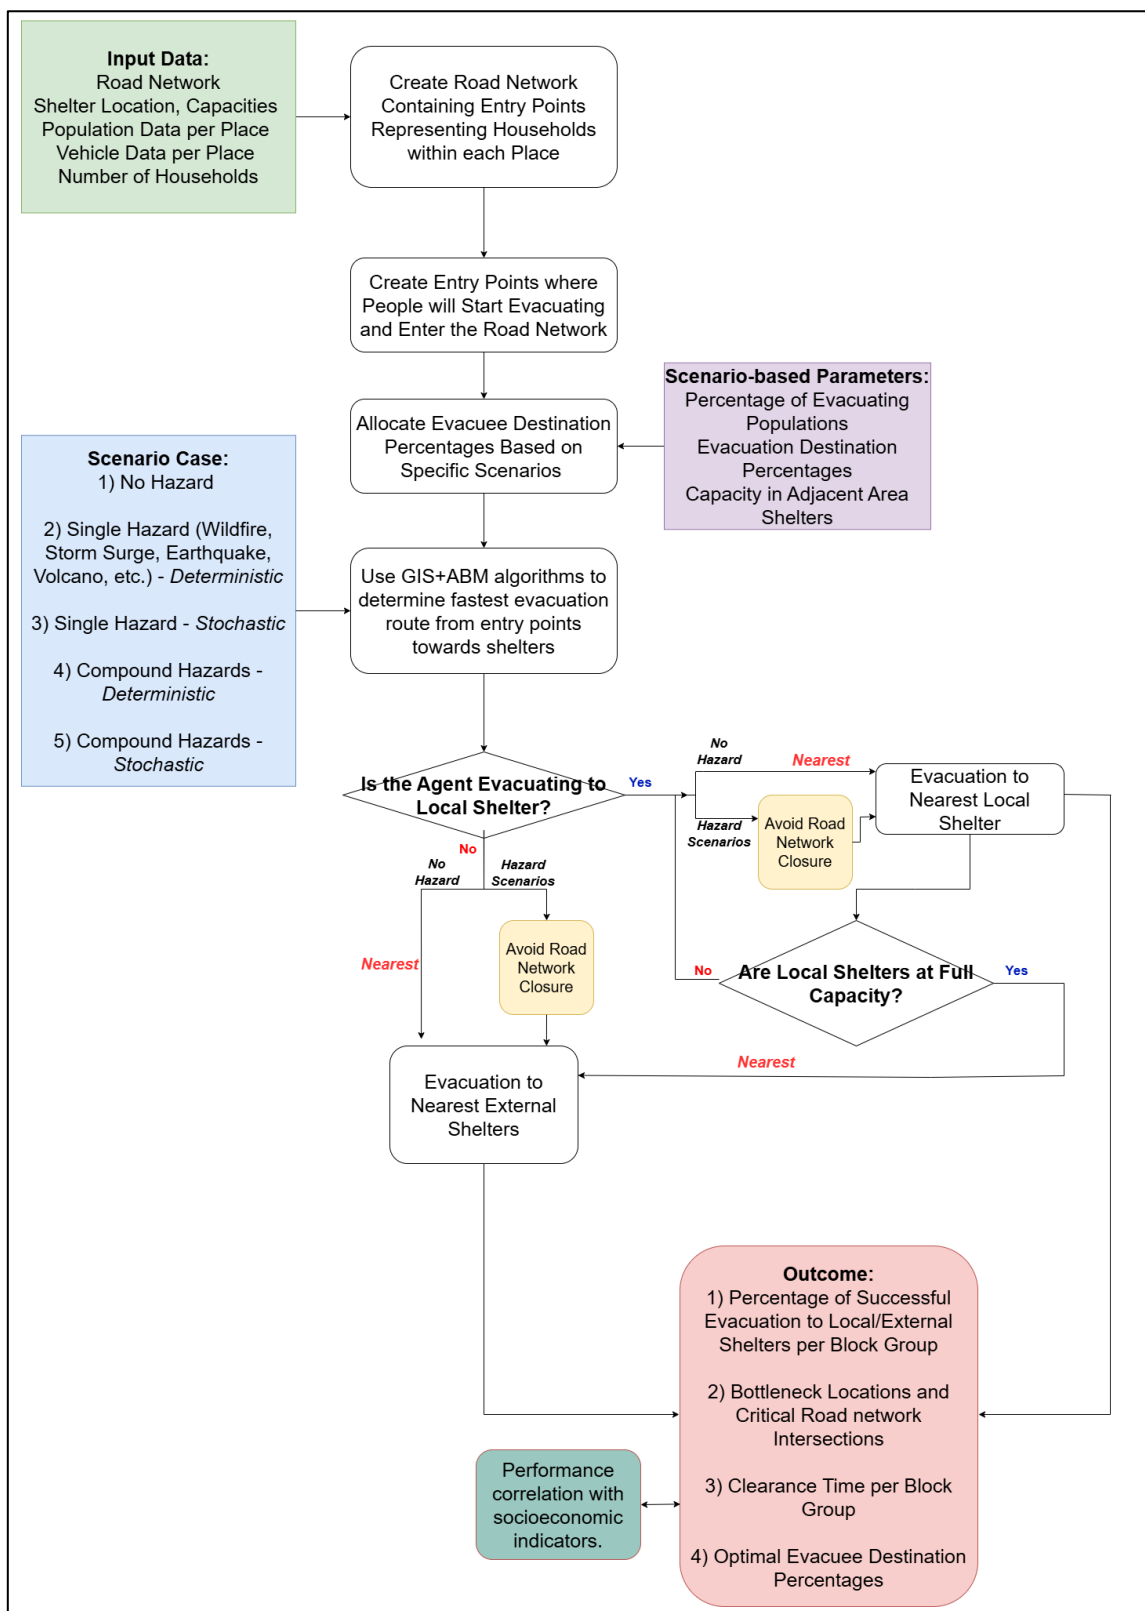 Input Data:
Road Network
Shelter Location, Capacities
Population Data per Place
Vehicle Data per Place
Number of Households
Create Road Network
Containing Entry Points
Representing Households
within each Place
Create Entry Points where
People will Start Evacuating
and Enter the Road Network
Scenario-based Parameters:
Percentage of Evacuating
Populations
Evacuation Destination
Percentages
Capacity in Adjacent Area
Shelters
Allocate Evacuee Destination
Percentages Based on
Specific Scenarios
Scenario Case:
1) No Hazard
2) Single Hazard (Wildfire,
Storm Surge, Earthquake,
Volcano, etc.) - Deterministic
3) Single Hazard - Stochastic
4) Compound Hazards -
Deterministic
5) Compound Hazards -
Stochastic
Use GIS+ABM algorithms to
determine fastest evacuation
route from entry points
towards shelters
Is the Agent Evacuating to
Local Shelter?
Yes
No
Hazard
Nearest
Hazard
Scenarios
Avoid Road
Network
Closure
Evacuation to
Nearest Local
Shelter
No
No
Hazard
Hazard
Scenarios
Nearest
Avoid Road
Network
Closure
No
Are Local Shelters at Full
Capacity?
Yes
Nearest
Evacuation to
Nearest External
Shelters
Outcome:
1) Percentage of Successful
Evacuation to Local/External
Shelters per Block Group
2) Bottleneck Locations and
Critical Road network
Intersections
3) Clearance Time per Block
Group
4) Optimal Evacuee Destination
Percentages
Performance
correlation with
socioeconomic
indicators.